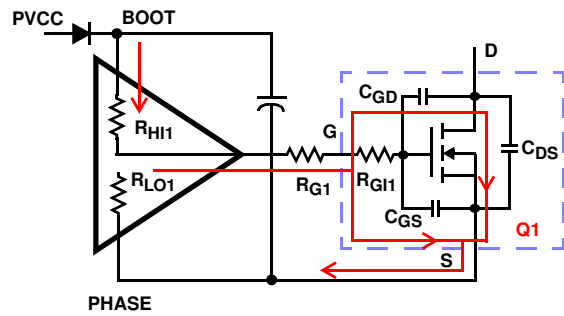 PVCC
BOOT
D
CGD
RHI1
G
CDS
RLO1
RG1
RGI1
CGS
Q1
S
PHASE